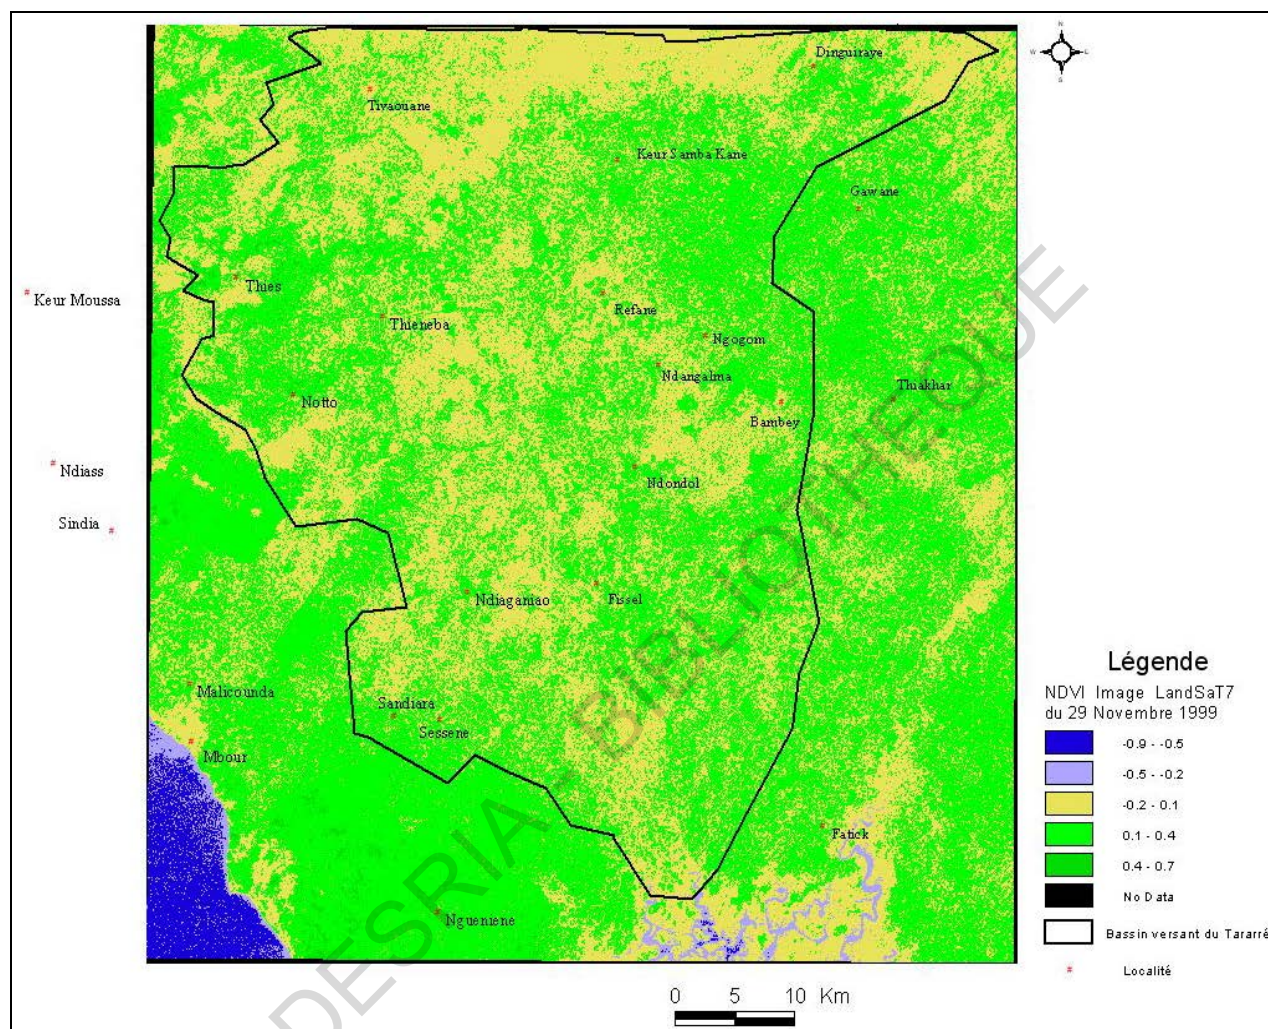 N
W
E
S
Dinguiraye
Tivaouane
Keur Samba Kane
Gawane
Thies
Keur Moussa
Refane
Thieneba
Ngogom
Ndangalma
Thiakhar
Notto
Bambey
Ndiass
Ndondol
Sindia
Ndiaganiao
Fissel
Malicounda
Sandiara
Sessene
Mbour
Fatick
Ngueniene
Légende
NDVI Image LandSaT7
du 29 Novembre 1999
-0.9 - -0.5
-0.5 - -0.2
-0.2 - 0.1
0.1 - 0.4
0.4 - 0.7
No Data
Bassin versant du Tararré
Localité
0 5 10 Km
DESRIA - BIBLIOTHEQUE